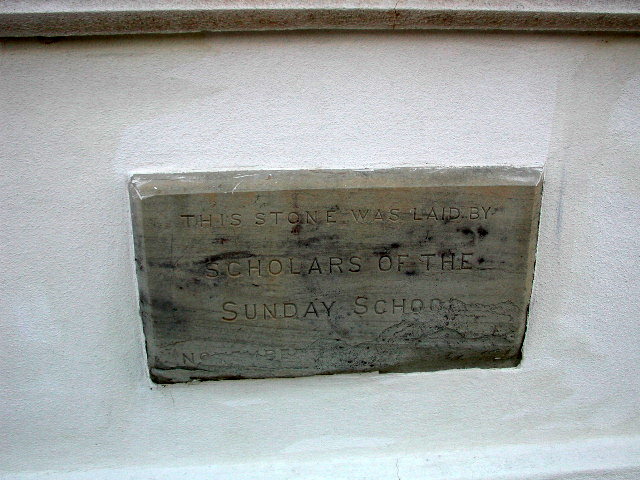 THIS STONE WAS LAID BY
SCHOLARS OF THE
SUNDAY SCHOOL